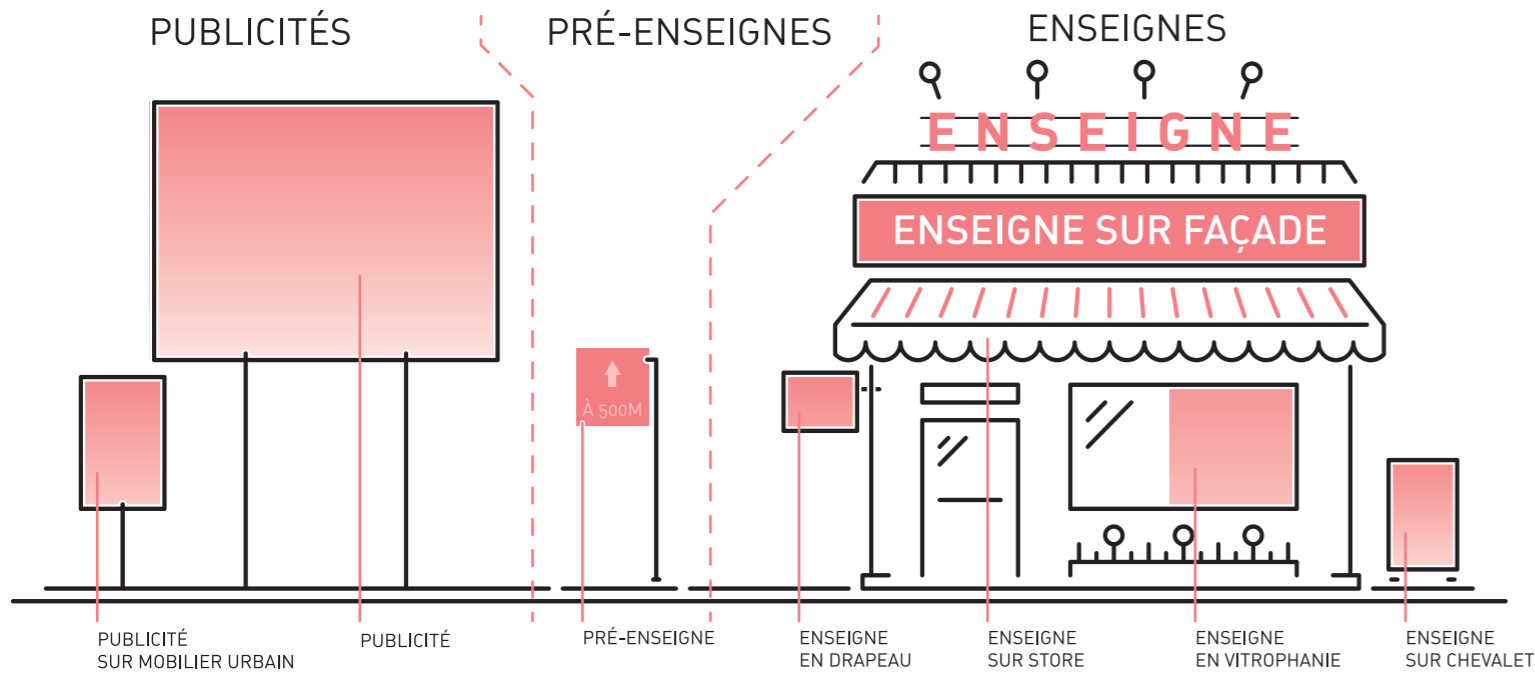 PUBLICITÉS
PRÉ-ENSEIGNES
ENSEIGNES
ENSEIGNE
ENSEIGNE SUR FAÇADE
À 500M
PUBLICITÉ
SUR MOBILIER URBAIN
PUBLICITÉ
PRÉ-ENSEIGNE
ENSEIGNE
EN DRAPEAU
ENSEIGNE
SUR STORE
ENSEIGNE
EN VITROPHANIE
ENSEIGNE
SUR CHEVALET